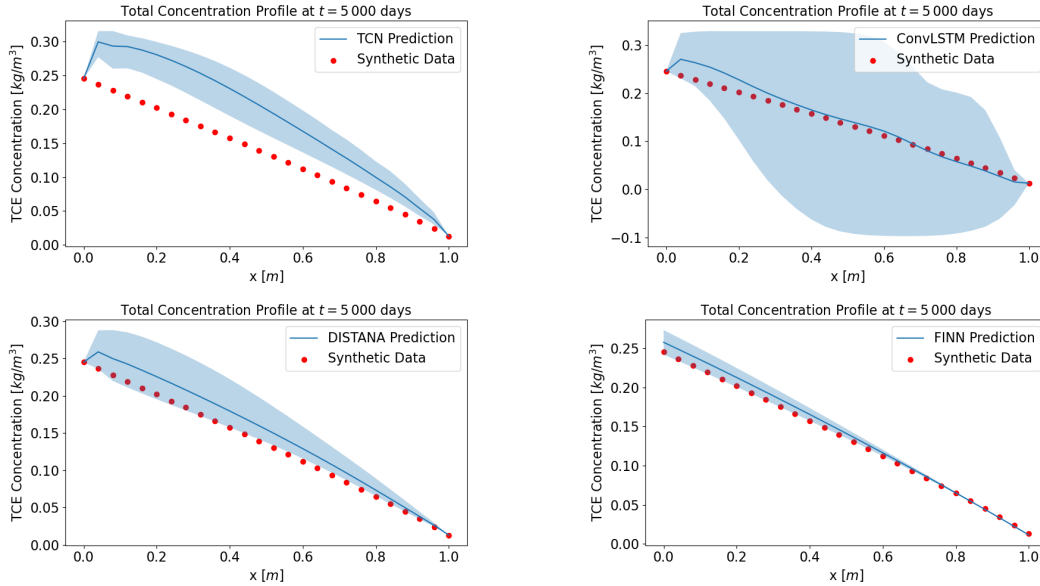 Total Concentration Profile at t = 5 000 days
TCE Concentration [kg/m³]
0.30
0.25
0.20
0.15
0.10
0.05
0.00
TCN Prediction
Synthetic Data
0.0
0.2
0.4
0.6
0.8
1.0
x [m]
Total Concentration Profile at t = 5 000 days
TCE Concentration [kg/m³]
0.3
0.2
0.1
0.0
−0.1
ConvLSTM Prediction
Synthetic Data
0.0
0.2
0.4
0.6
0.8
1.0
x [m]
Total Concentration Profile at t = 5 000 days
TCE Concentration [kg/m³]
0.30
0.25
0.20
0.15
0.10
0.05
0.00
DISTANA Prediction
Synthetic Data
0.0
0.2
0.4
0.6
0.8
1.0
x [m]
Total Concentration Profile at t = 5 000 days
TCE Concentration [kg/m³]
0.25
0.20
0.15
0.10
0.05
0.00
FINN Prediction
Synthetic Data
0.0
0.2
0.4
0.6
0.8
1.0
x [m]